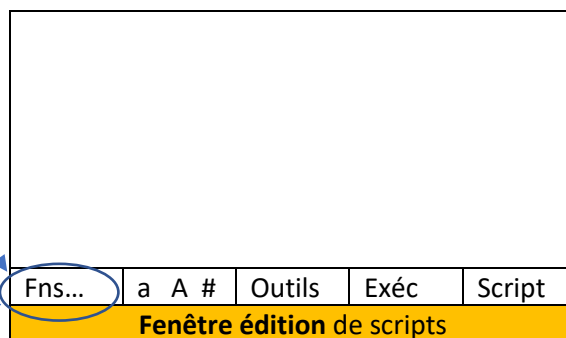 Fns… a A # Outils Exéc Script
Fenêtre édition de scripts